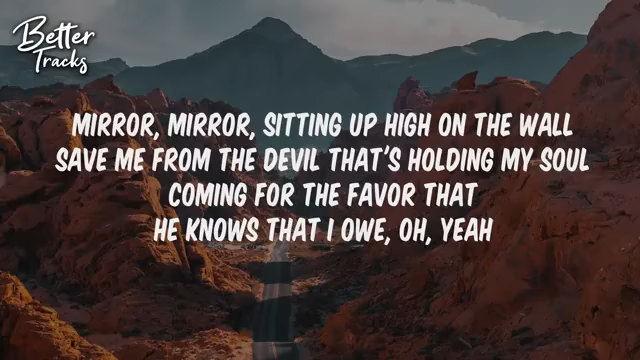 Better
Tracks
MIRROR, MIRROR, SITTING UP HIGH ON THE WALL
SAVE ME FROM THE DEVIL THAT'S HOLDING MY SOUL
COMING FOR THE FAVOR THAT
HE KNOWS THAT I OWE, OH, YEAH